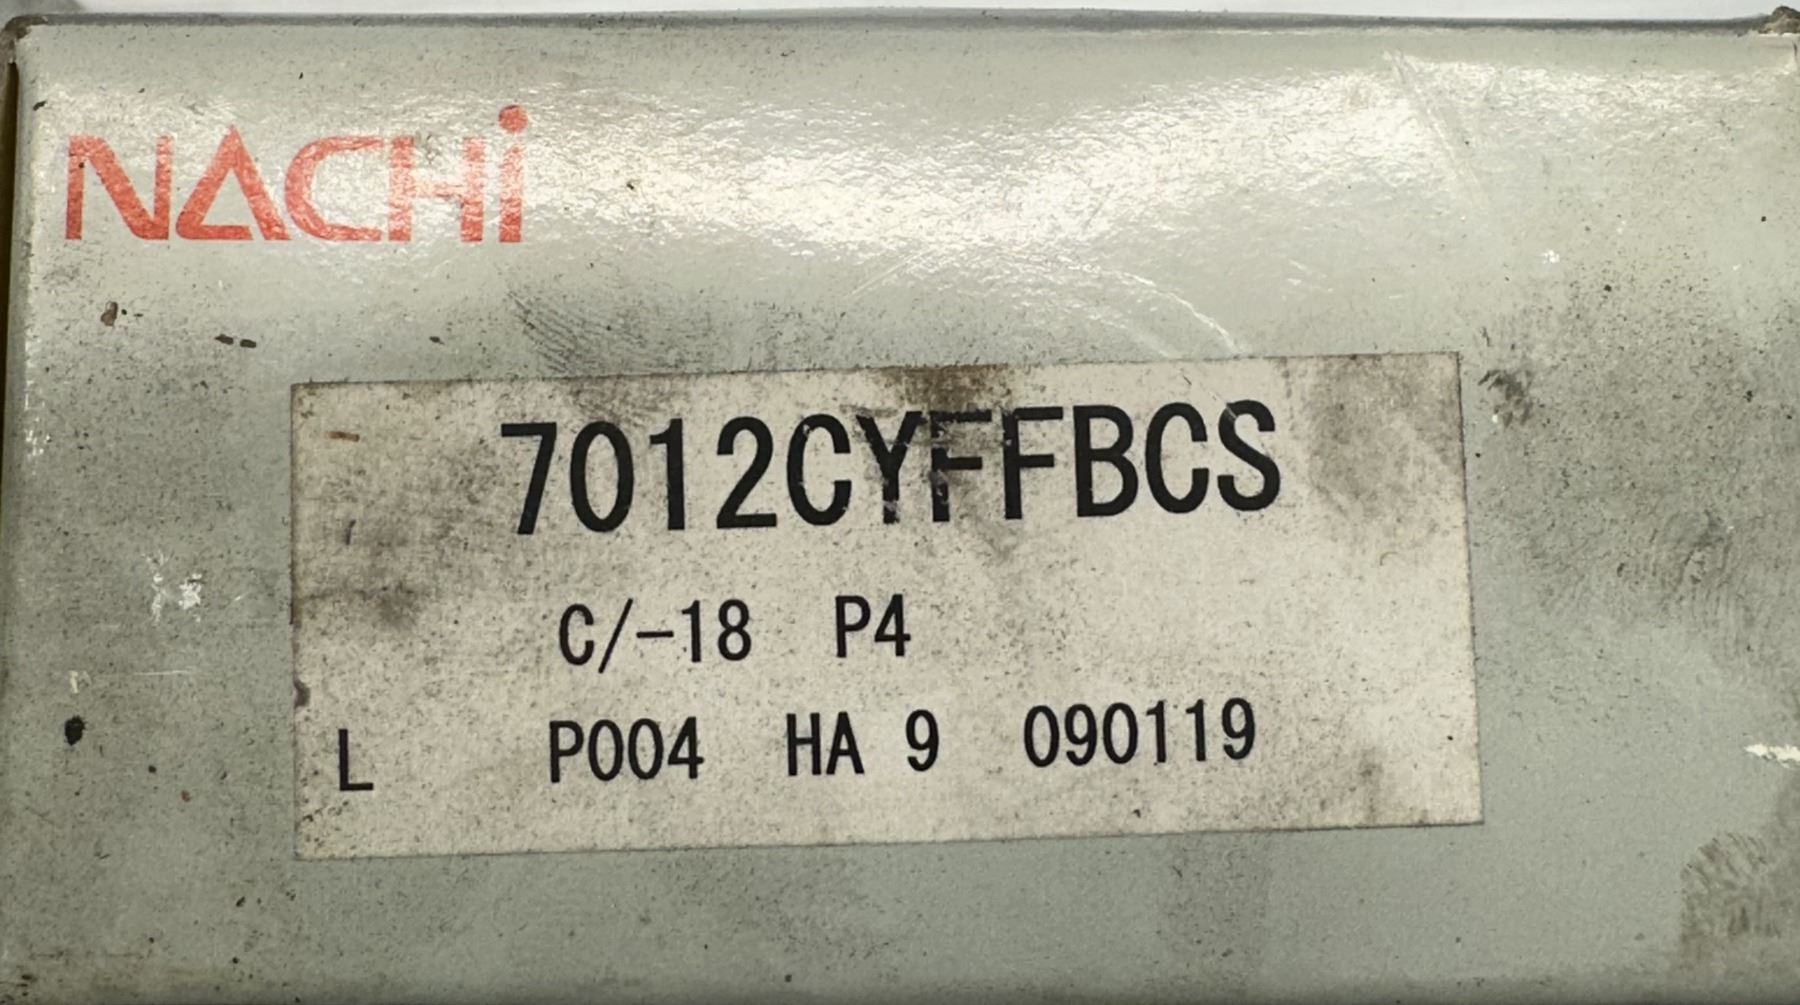 NACHi
7012CYFFBCS
C/-18 P4
L P004 HA 9 090119